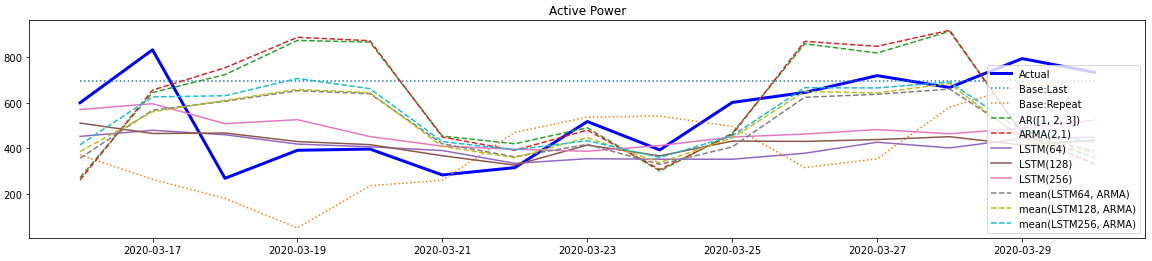 Active Power
800
600
400
200
2020-03-17
2020-03-19
2020-03-21
2020-03-23
2020-03-25
2020-03-27
2020-03-29
Actual
Base:Last
Base:Repeat
AR([1, 2, 3])
ARMA(2,1)
LSTM(64)
LSTM(128)
LSTM(256)
mean(LSTM64, ARMA)
mean(LSTM128, ARMA)
mean(LSTM256, ARMA)